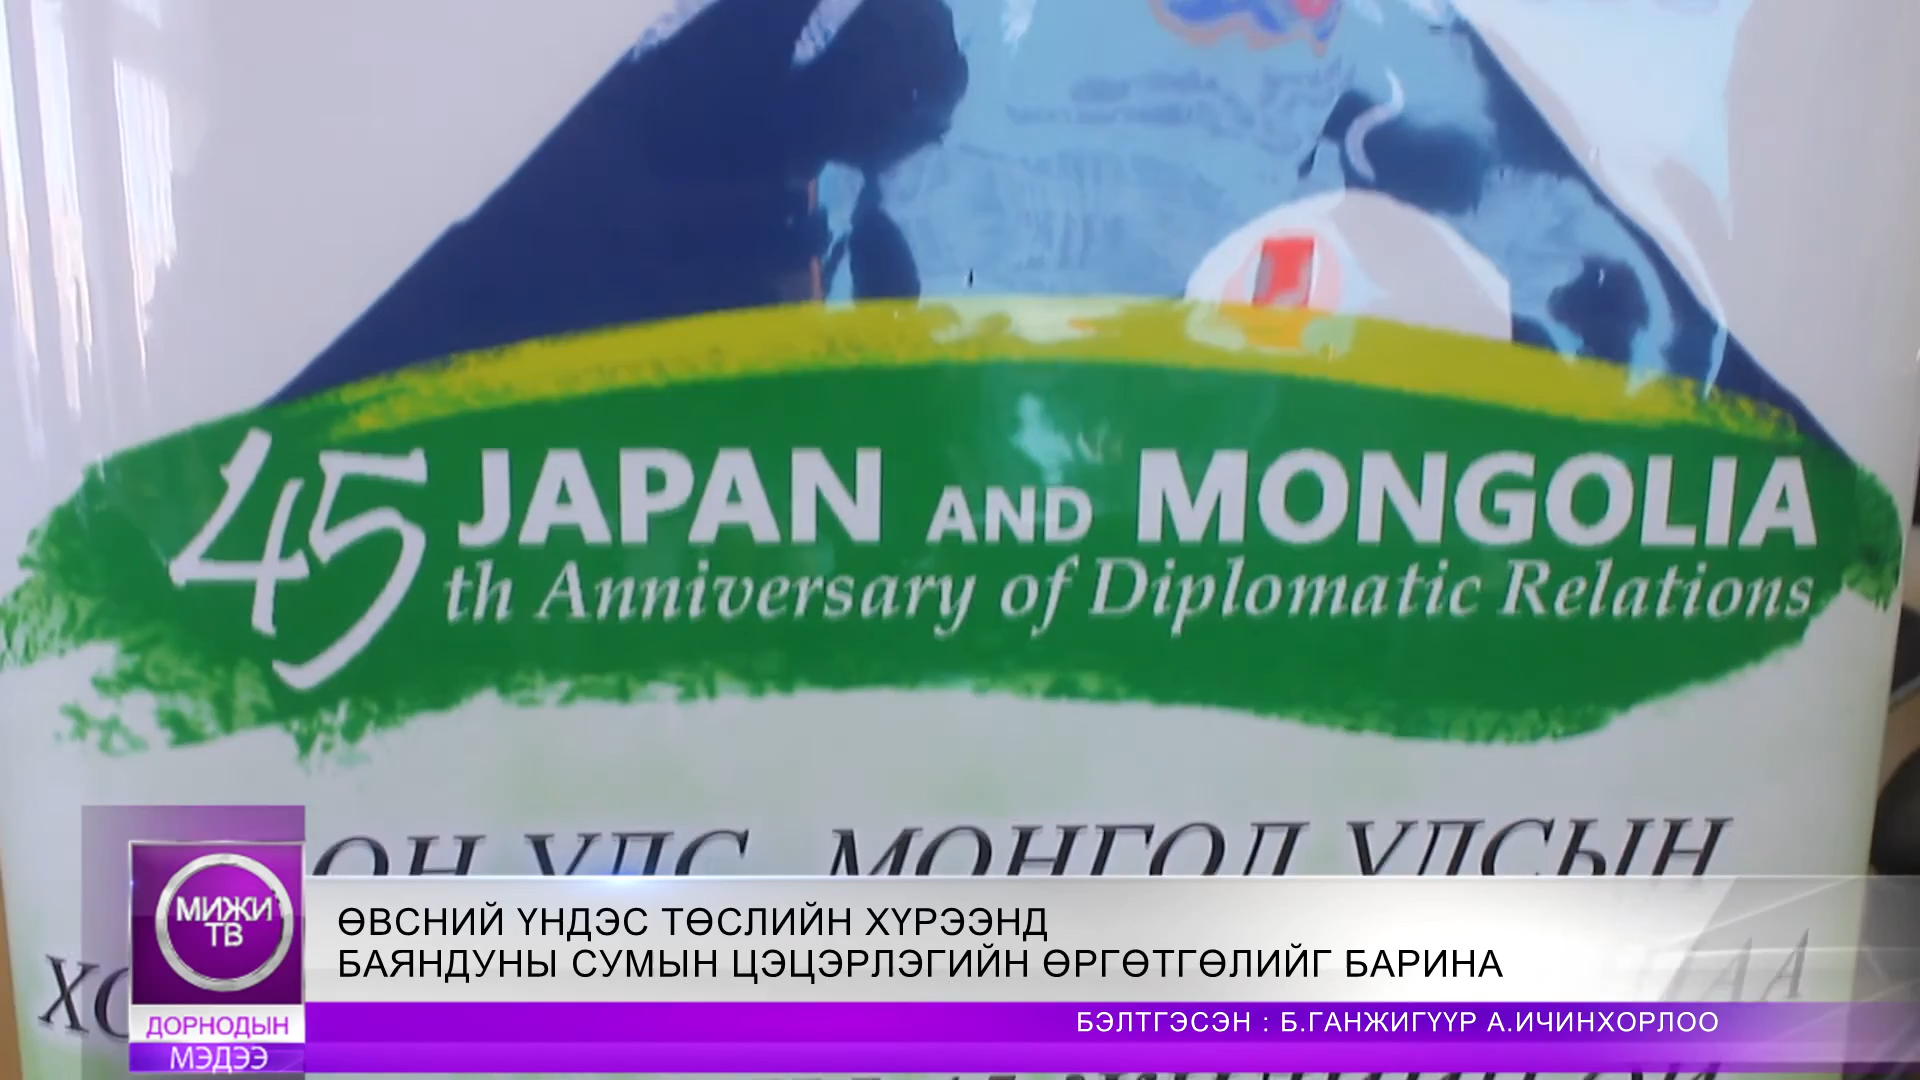 45 JAPAN AND MONGOLIA
th Anniversary of Diplomatic Relations
УЛС, МОНГОЛ УЛСЫН
МИЖИ
ТВ
ӨВСНИЙ ҮНДЭС ТӨСЛИЙН ХҮРЭЭНД
БАЯНДУНЫ СУМЫН ЦЭЦЭРЛЭГИЙН ӨРГӨТГӨЛИЙГ БАРИНА
ДОРНОДЫН
МЭДЭЭ
БЭЛТГЭСЭН : Б.ГАНЖИГҮҮР А.ИЧИНХОРЛОО